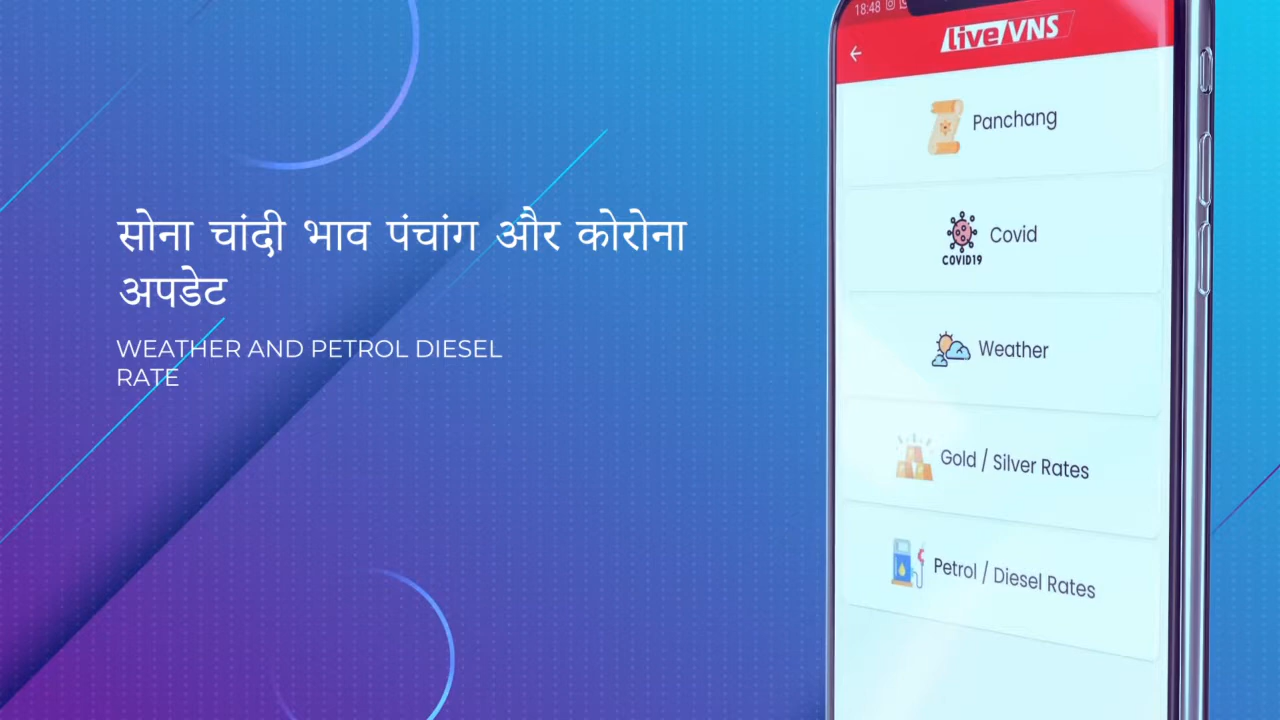 सोना चांदी भाव पंचांग और कोरोना
अपडेट
WEATHER AND PETROL DIESEL
RATE
18:48
live VNS
Panchang
COVID19
Covid
Weather
Gold / Silver Rates
Petrol / Diesel Rates